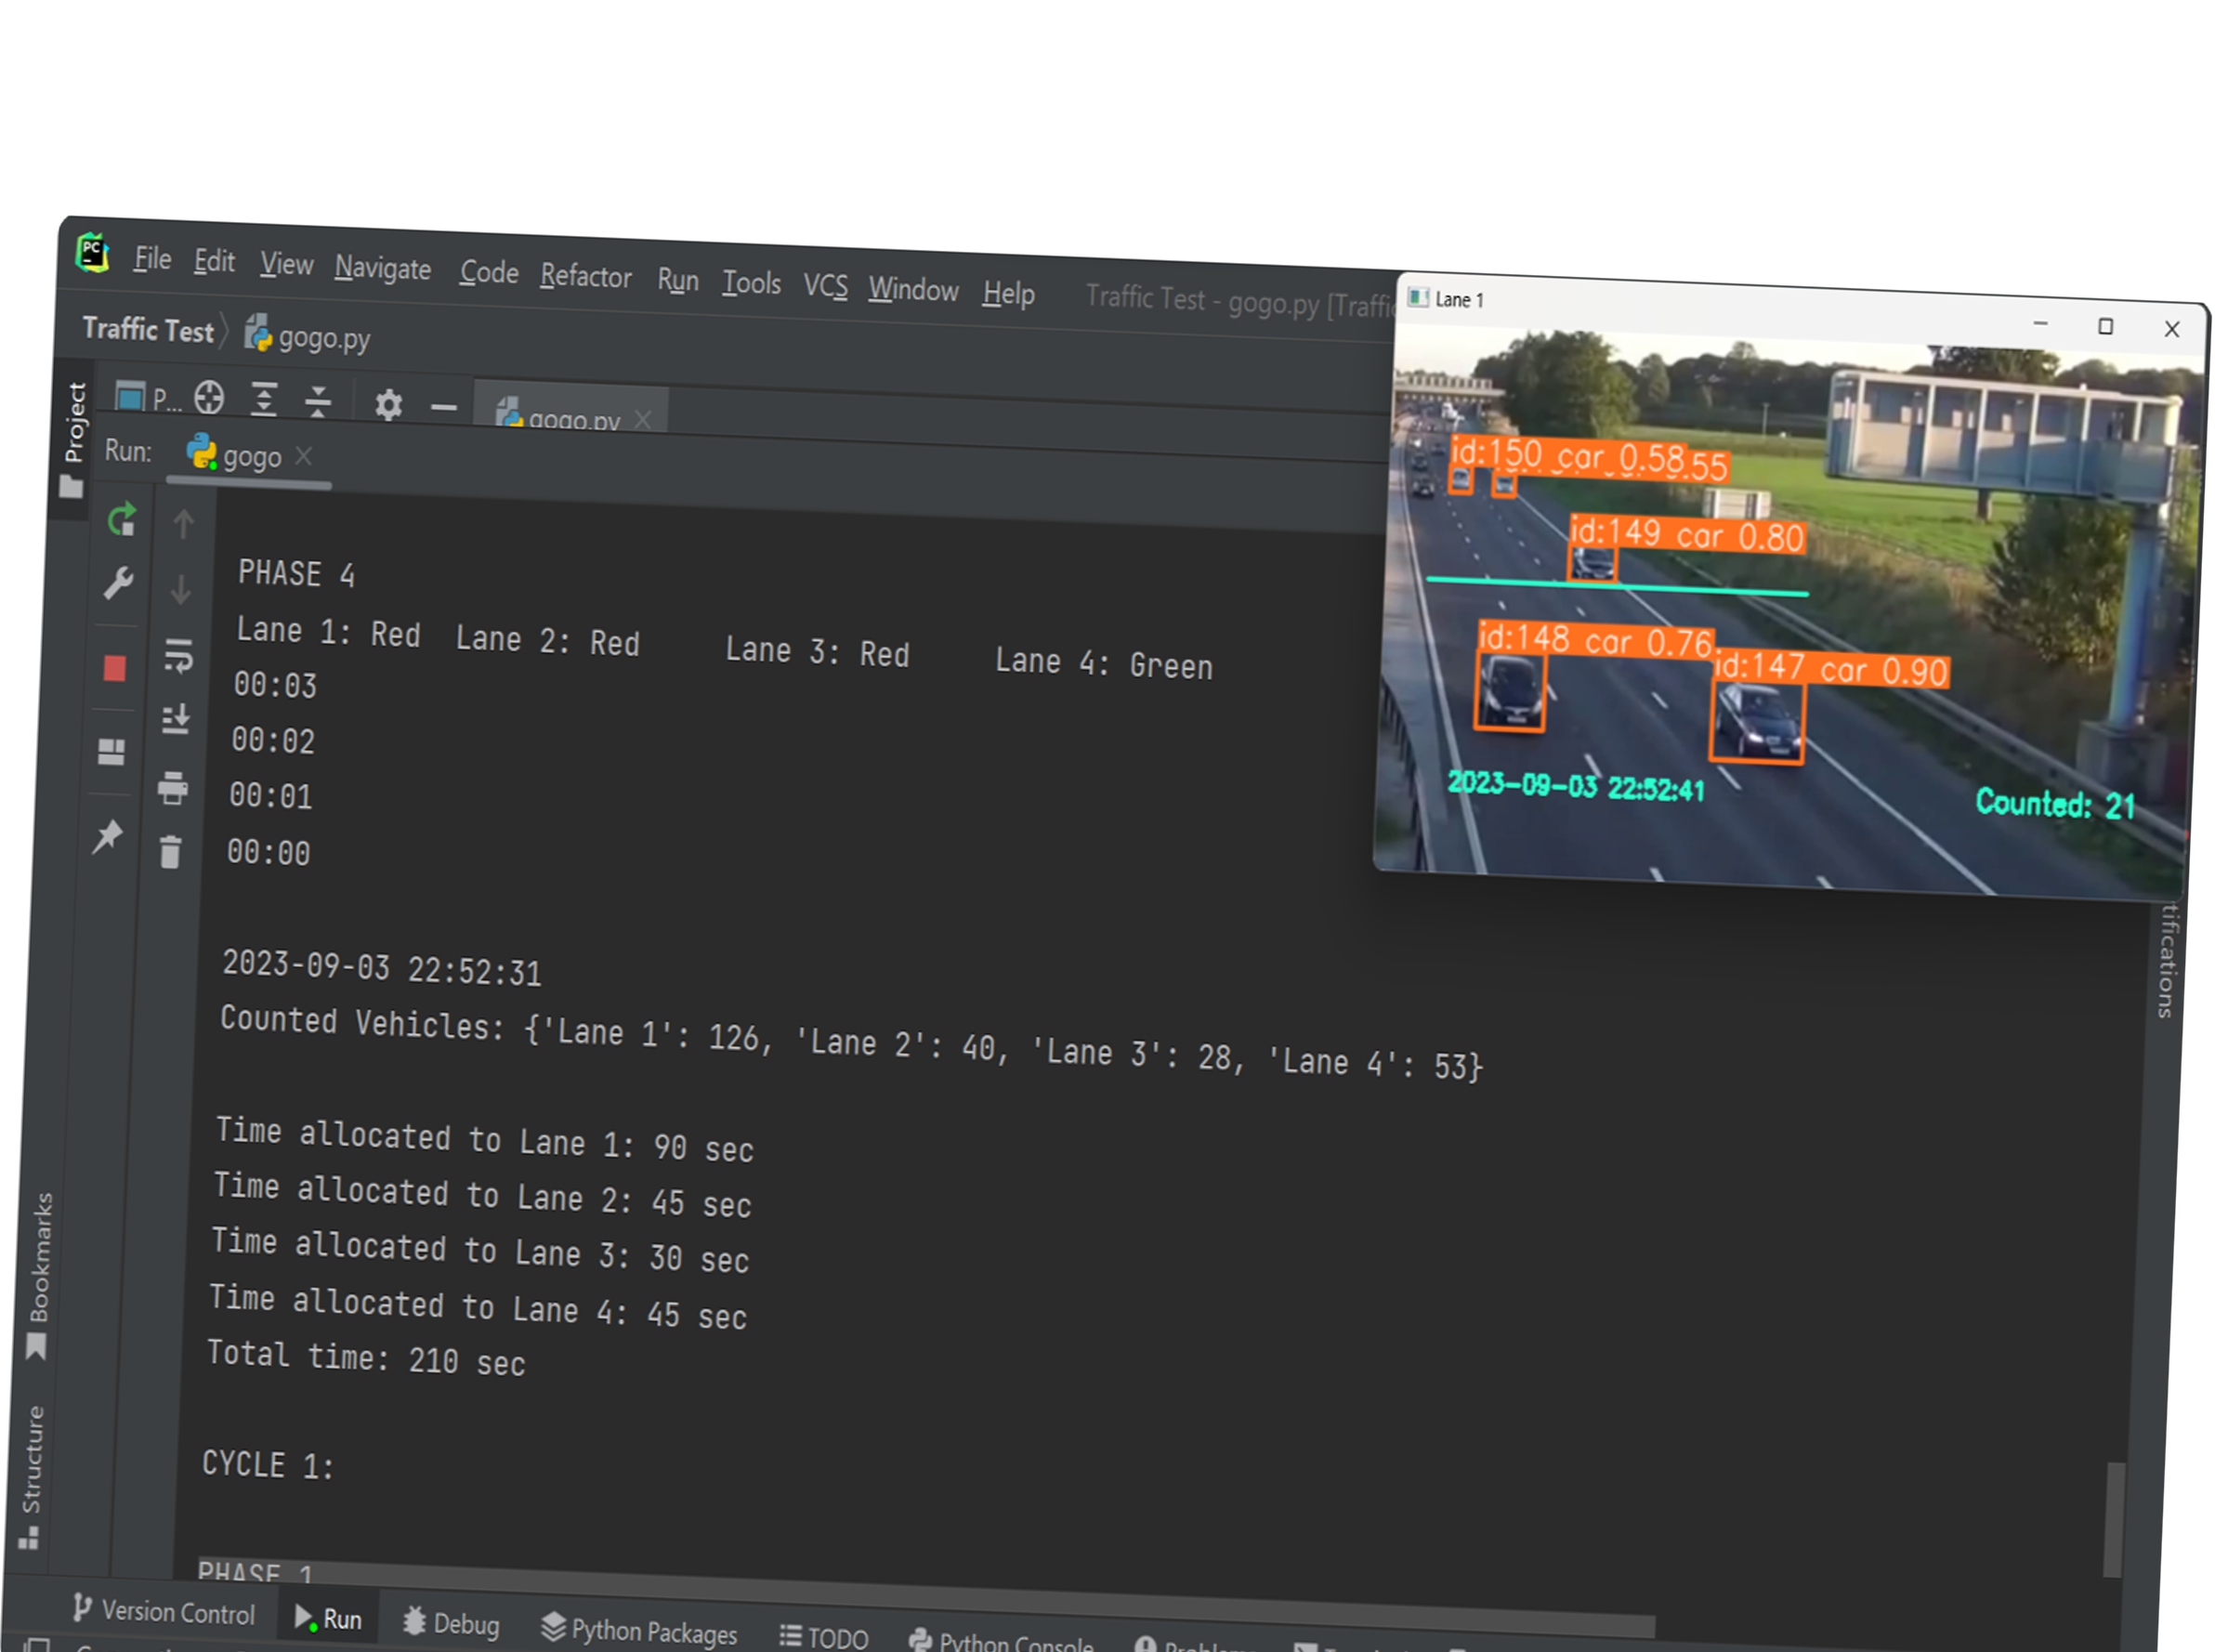 File Edit View Navigate Code Refactor Run Tools VCS Window Help Traffic Test - gogo.py
Traffic Test gogo.py
Project
P... gogo.py
Run: gogo
PHASE 4
Lane 1: Red Lane 2: Red Lane 3: Red Lane 4: Green
00:03
00:02
00:01
00:00
2023-09-03 22:52:31
Counted Vehicles: {'Lane 1': 126, 'Lane 2': 40, 'Lane 3': 28, 'Lane 4': 53}
Time allocated to Lane 1: 90 sec
Time allocated to Lane 2: 45 sec
Time allocated to Lane 3: 30 sec
Time allocated to Lane 4: 45 sec
Total time: 210 sec
CYCLE 1:
PHASE 1
Lane 1
id:150 car 0.58
id:149 car 0.80
id:148 car 0.76
id:147 car 0.90
2023-09-03 22:52:41
Counted: 21
Bookmarks
Structure
Version Control Run Debug Python Packages TODO Python Console